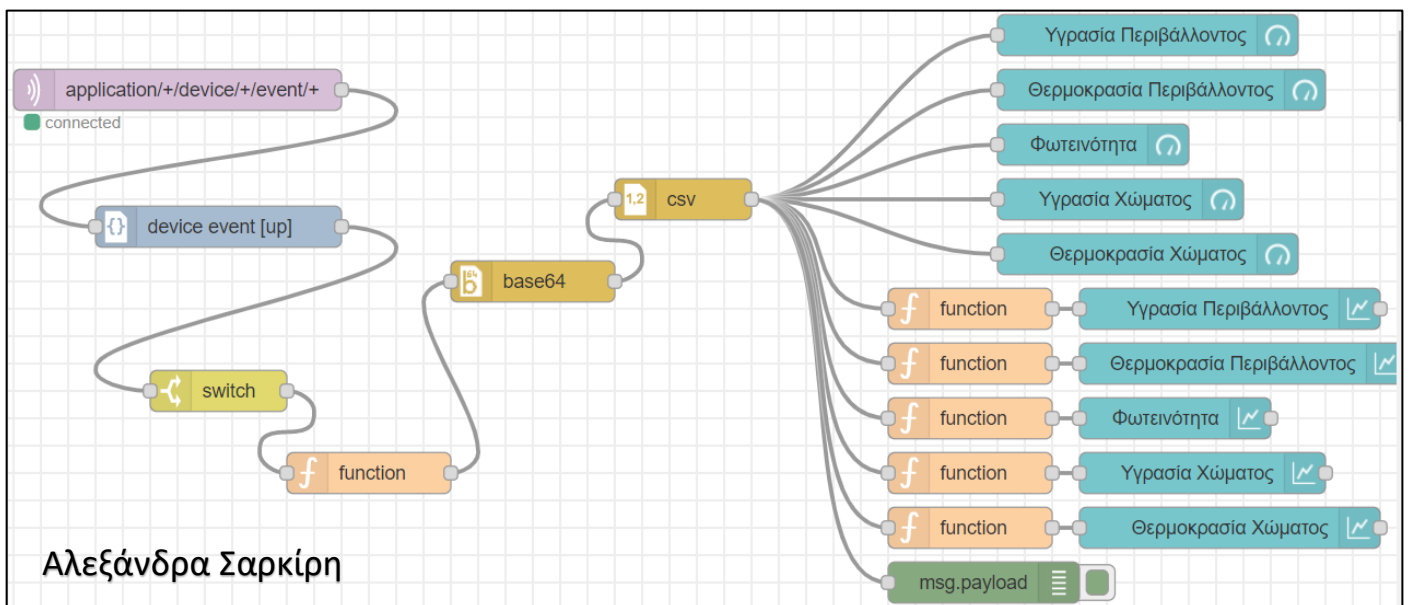 application/+/device/+/event/+
connected
device event [up]
switch
function
base64
csv
Υγρασία Περιβάλλοντος
Θερμοκρασία Περιβάλλοντος
Φωτεινότητα
Υγρασία Χώματος
Θερμοκρασία Χώματος
function
Υγρασία Περιβάλλοντος
function
Θερμοκρασία Περιβάλλοντος
function
Φωτεινότητα
function
Υγρασία Χώματος
function
Θερμοκρασία Χώματος
msg.payload
Αλεξάνδρα Σαρκίρη